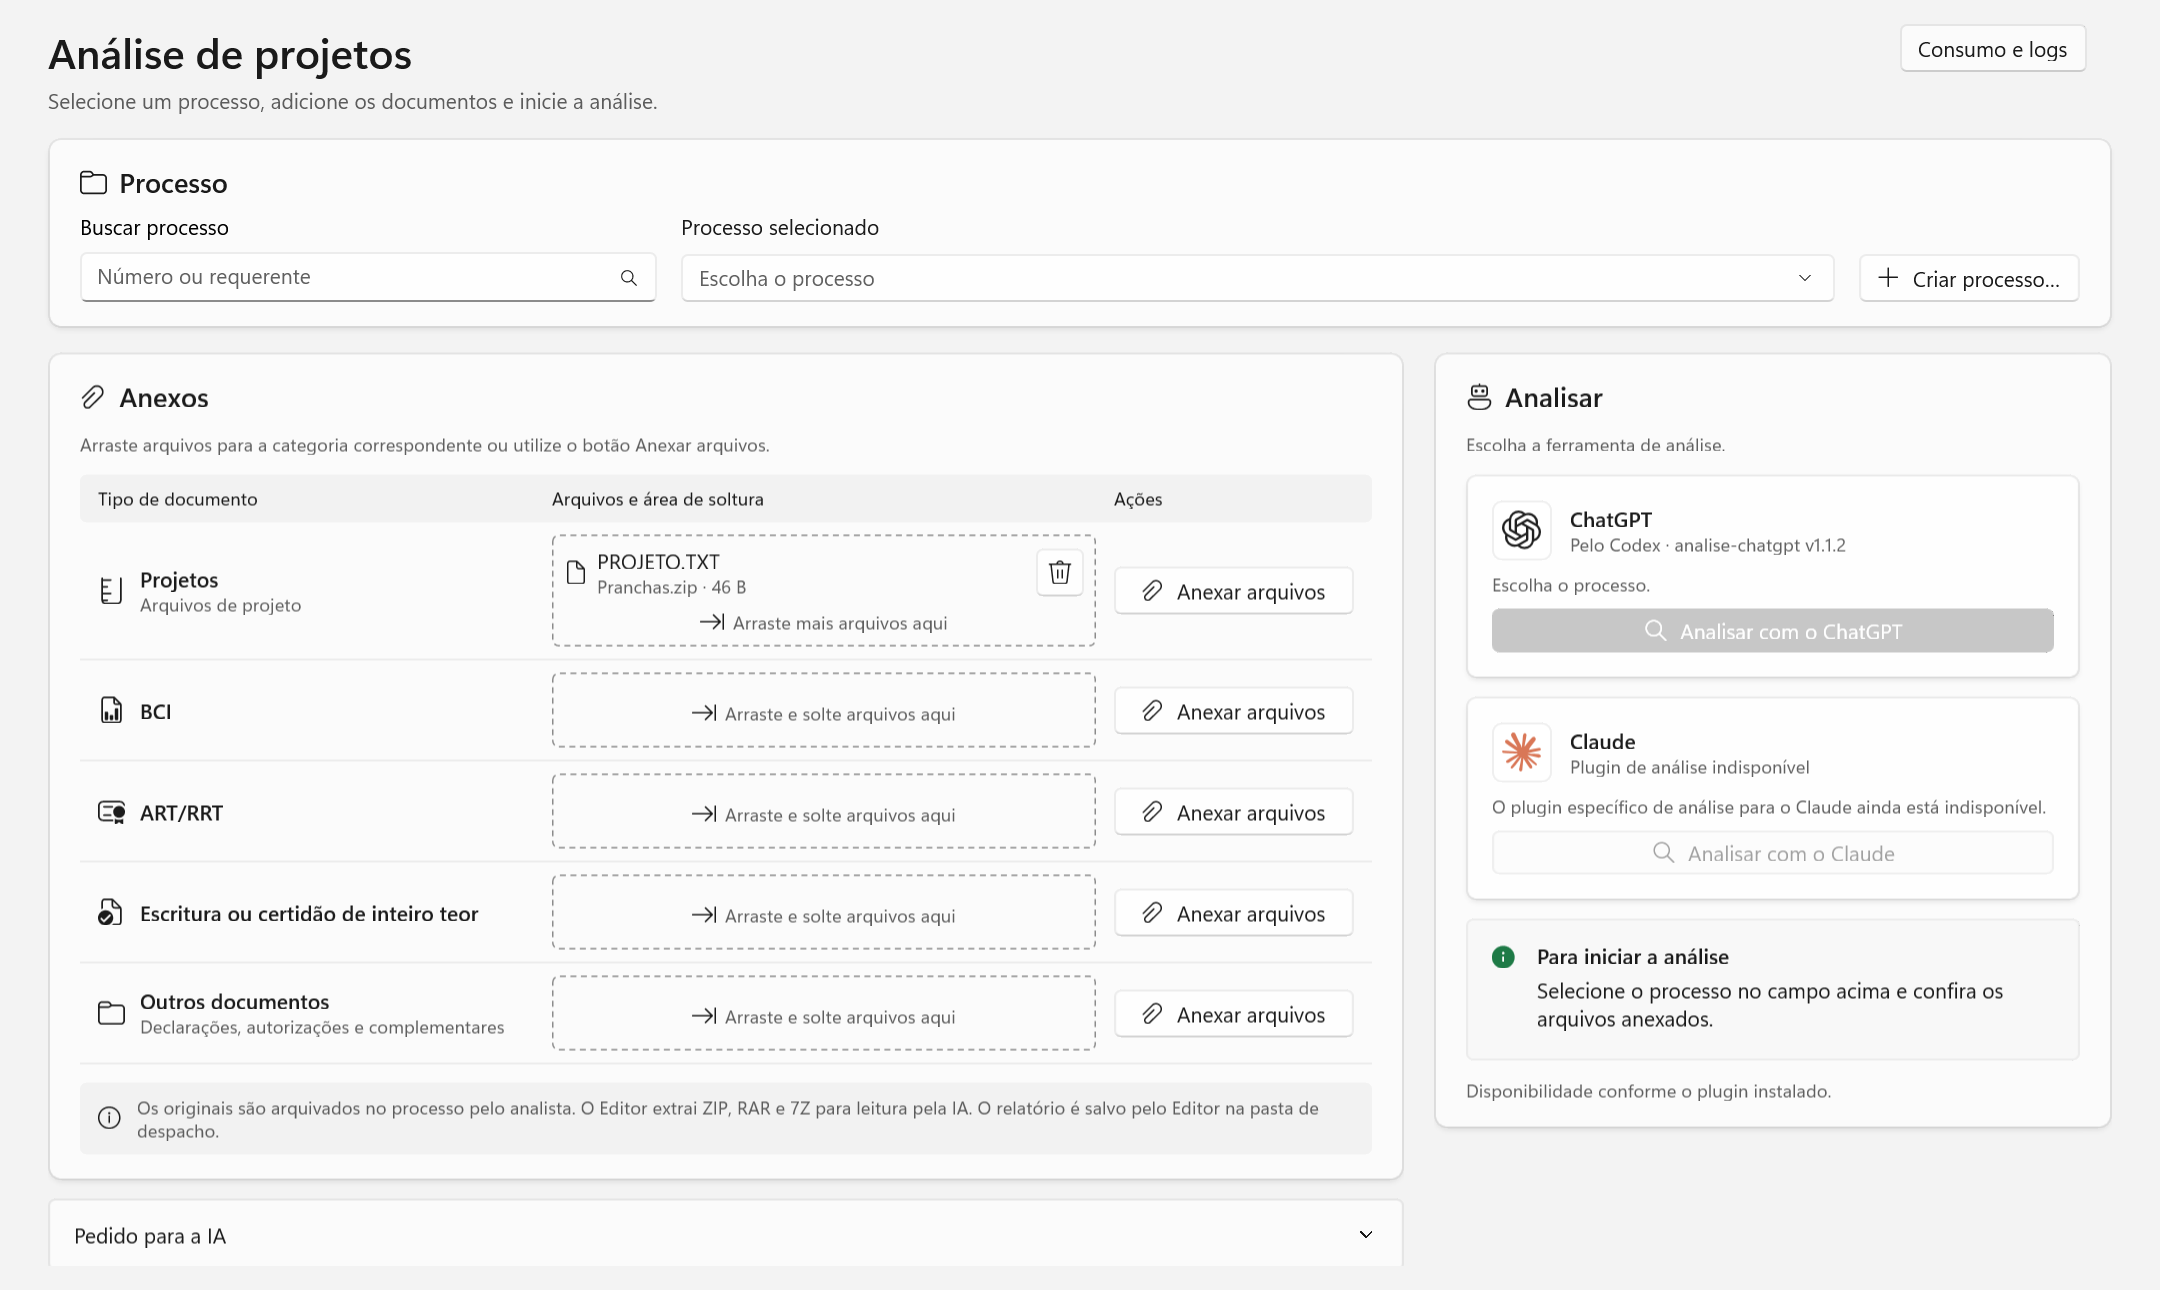 Análise de projetos
Consumo e logs
Selecione um processo, adicione os documentos e inicie a análise.
Processo
Buscar processo
Processo selecionado
Número ou requerente
Escolha o processo
Criar processo...
Anexos
Arraste arquivos para a categoria correspondente ou utilize o botão Anexar arquivos.
Tipo de documento
Arquivos e área de soltura
Ações
Projetos
Arquivos de projeto
PROJETO.TXT
Pranchas.zip · 46 B
Arraste mais arquivos aqui
Anexar arquivos
BCI
Arraste e solte arquivos aqui
Anexar arquivos
ART/RRT
Arraste e solte arquivos aqui
Anexar arquivos
Escritura ou certidão de inteiro teor
Arraste e solte arquivos aqui
Anexar arquivos
Outros documentos
Declarações, autorizações e complementares
Arraste e solte arquivos aqui
Anexar arquivos
Os originais são arquivados no processo pelo analista. O Editor extrai ZIP, RAR e 7Z para leitura pela IA. O relatório é salvo pelo Editor na pasta de
despacho.
Pedido para a IA
Analisar
Escolha a ferramenta de análise.
ChatGPT
Pelo Codex · analise-chatgpt v1.1.2
Escolha o processo.
Analisar com o ChatGPT
Claude
Plugin de análise indisponível
O plugin específico de análise para o Claude ainda está indisponível.
Analisar com o Claude
Para iniciar a análise
Selecione o processo no campo acima e confira os
arquivos anexados.
Disponibilidade conforme o plugin instalado.